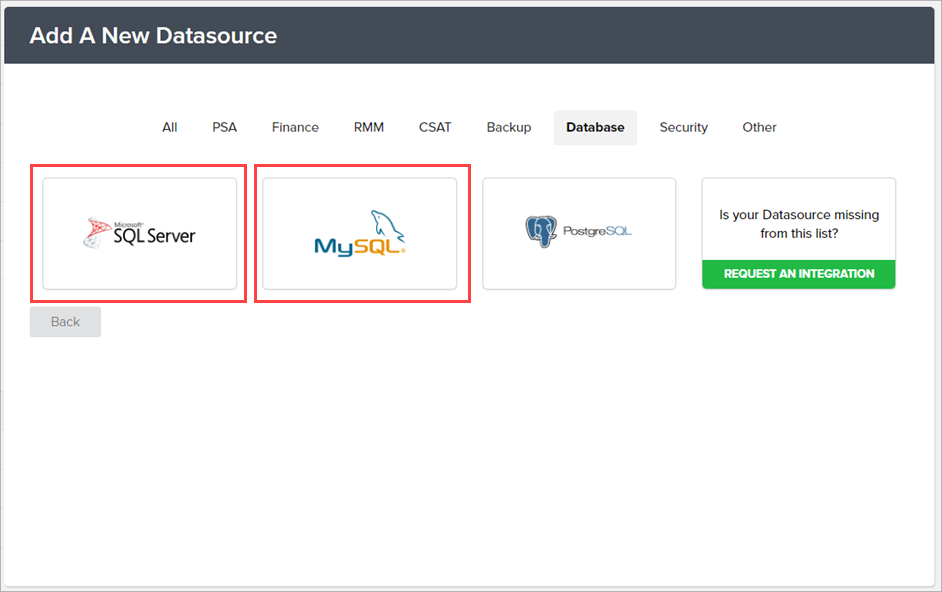 Add A New Datasource
All PSA Finance RMM CSAT Backup Database Security Other
Microsoft®
SQL Server
MySQL®
PostgreSQL
Is your Datasource missing
from this list?
REQUEST AN INTEGRATION
Back